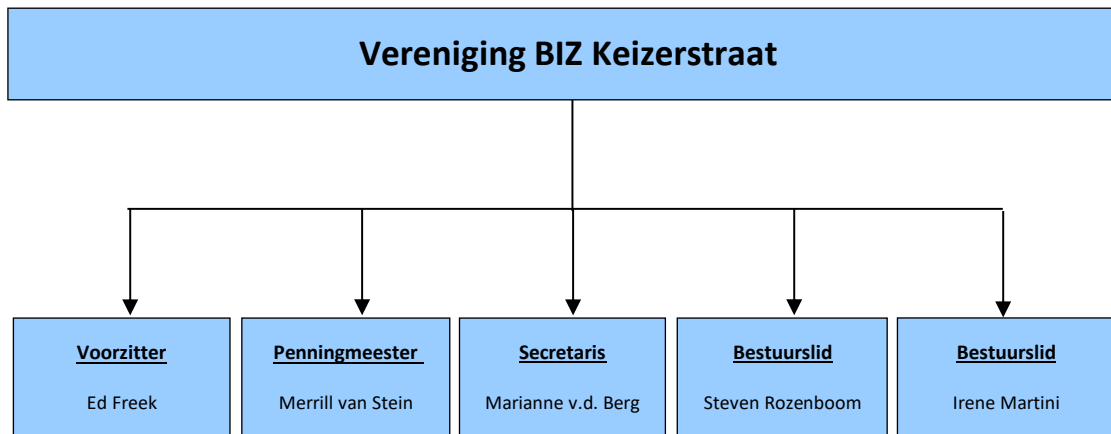 Vereniging BIZ Keizerstraat
Voorzitter
Ed Freek
Penningmeester
Merrill van Stein
Secretaris
Marianne v.d. Berg
Bestuurslid
Steven Rozenboom
Bestuurslid
Irene Martini